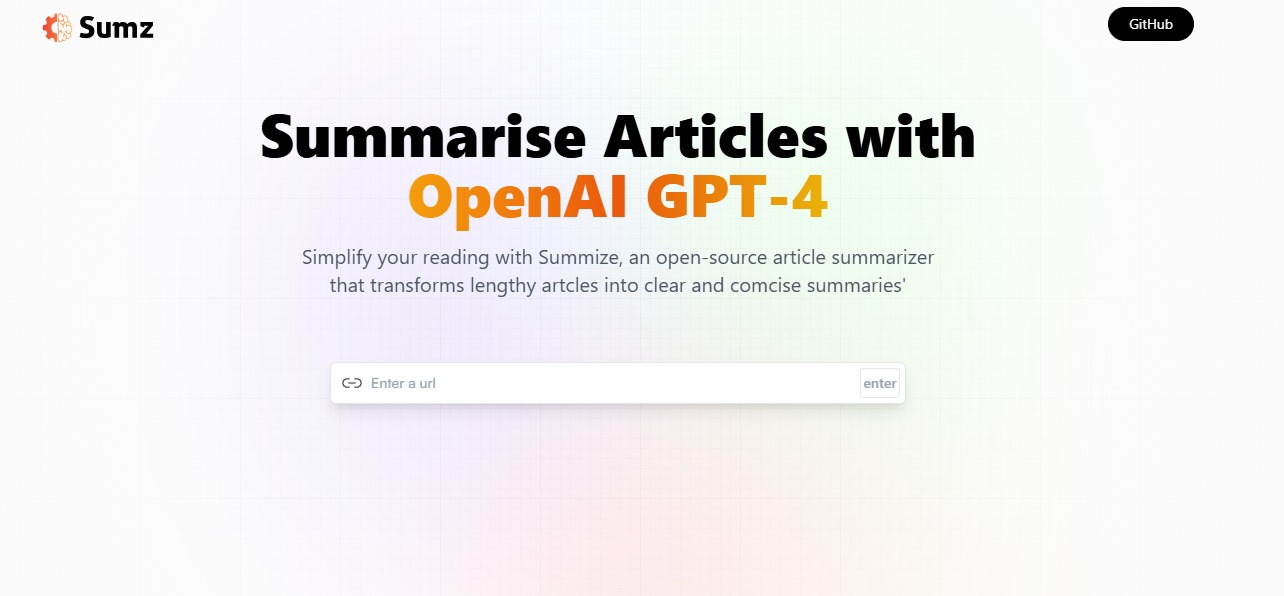 Sumz
GitHub
Summarise Articles with
OpenAI GPT-4
Simplify your reading with Summize, an open-source article summarizer
that transforms lengthy artcles into clear and comcise summaries'
Enter a url
enter